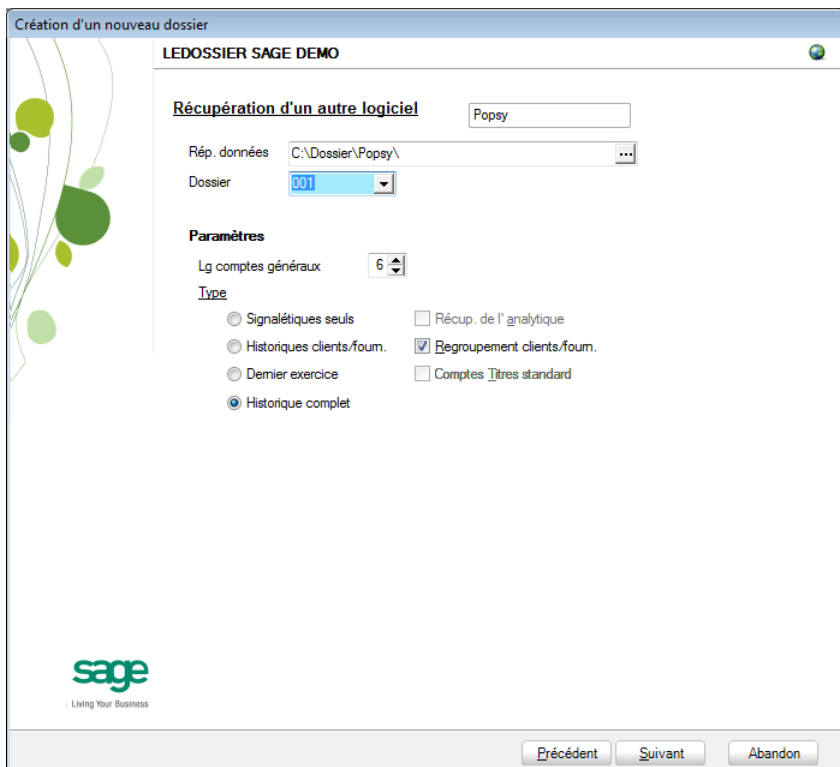 Création d'un nouveau dossier
LEDOSSIER SAGE DEMO
Récupération d'un autre logiciel Popsy
Rép. données C:\Dossier\Popsy\ ...
Dossier 001
Paramètres
Lg comptes généraux 6
Type
Signalétiques seuls Récup. de l' analytique
Historiques clients/fourn. Regroupement clients/fourn.
Dernier exercice Comptes Titres standard
Historique complet
sage
Living Your Business
Précédent Suivant Abandon